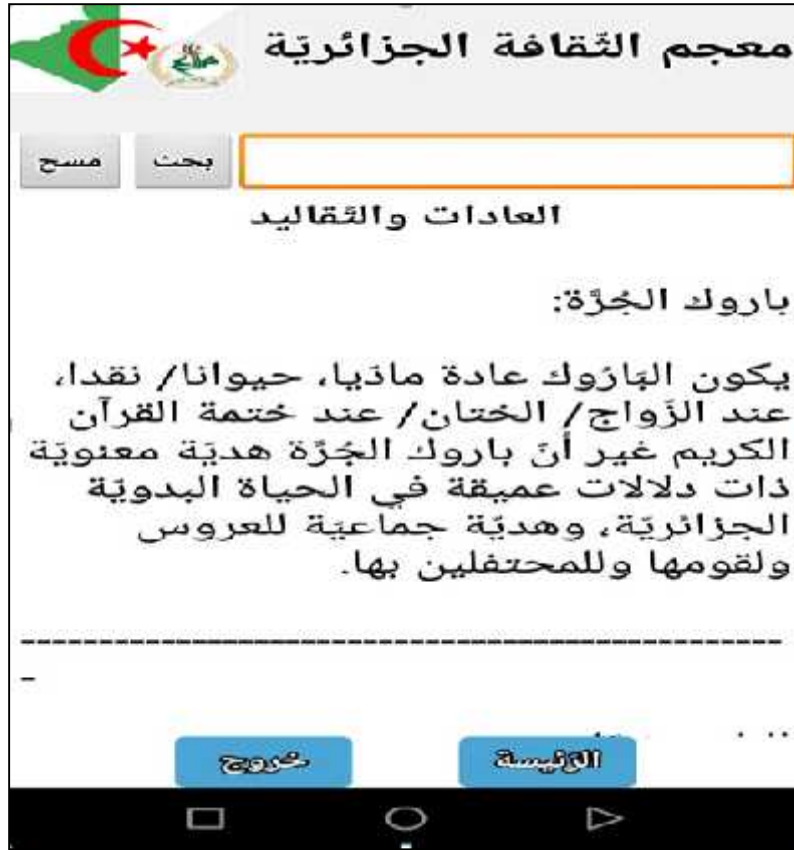 معجم الثّقافة الجزائريّة
بحث
مسح
العادات والتّقاليد
باروك الجُرَّة:
يكون البَارُوك عادة مادّيا، حيوانا/ نقدا،
عند الزّواج/ الختان/ عند ختمة القرآن
الكريم غير أنّ باروك الجُرَّة هديّة معنويّة
ذات دلالات عميقة في الحياة البدويّة
الجزائريّة، وهديّة جماعيّة للعروس
ولقومها وللمحتفلين بها.
الرّئيسة
خروج